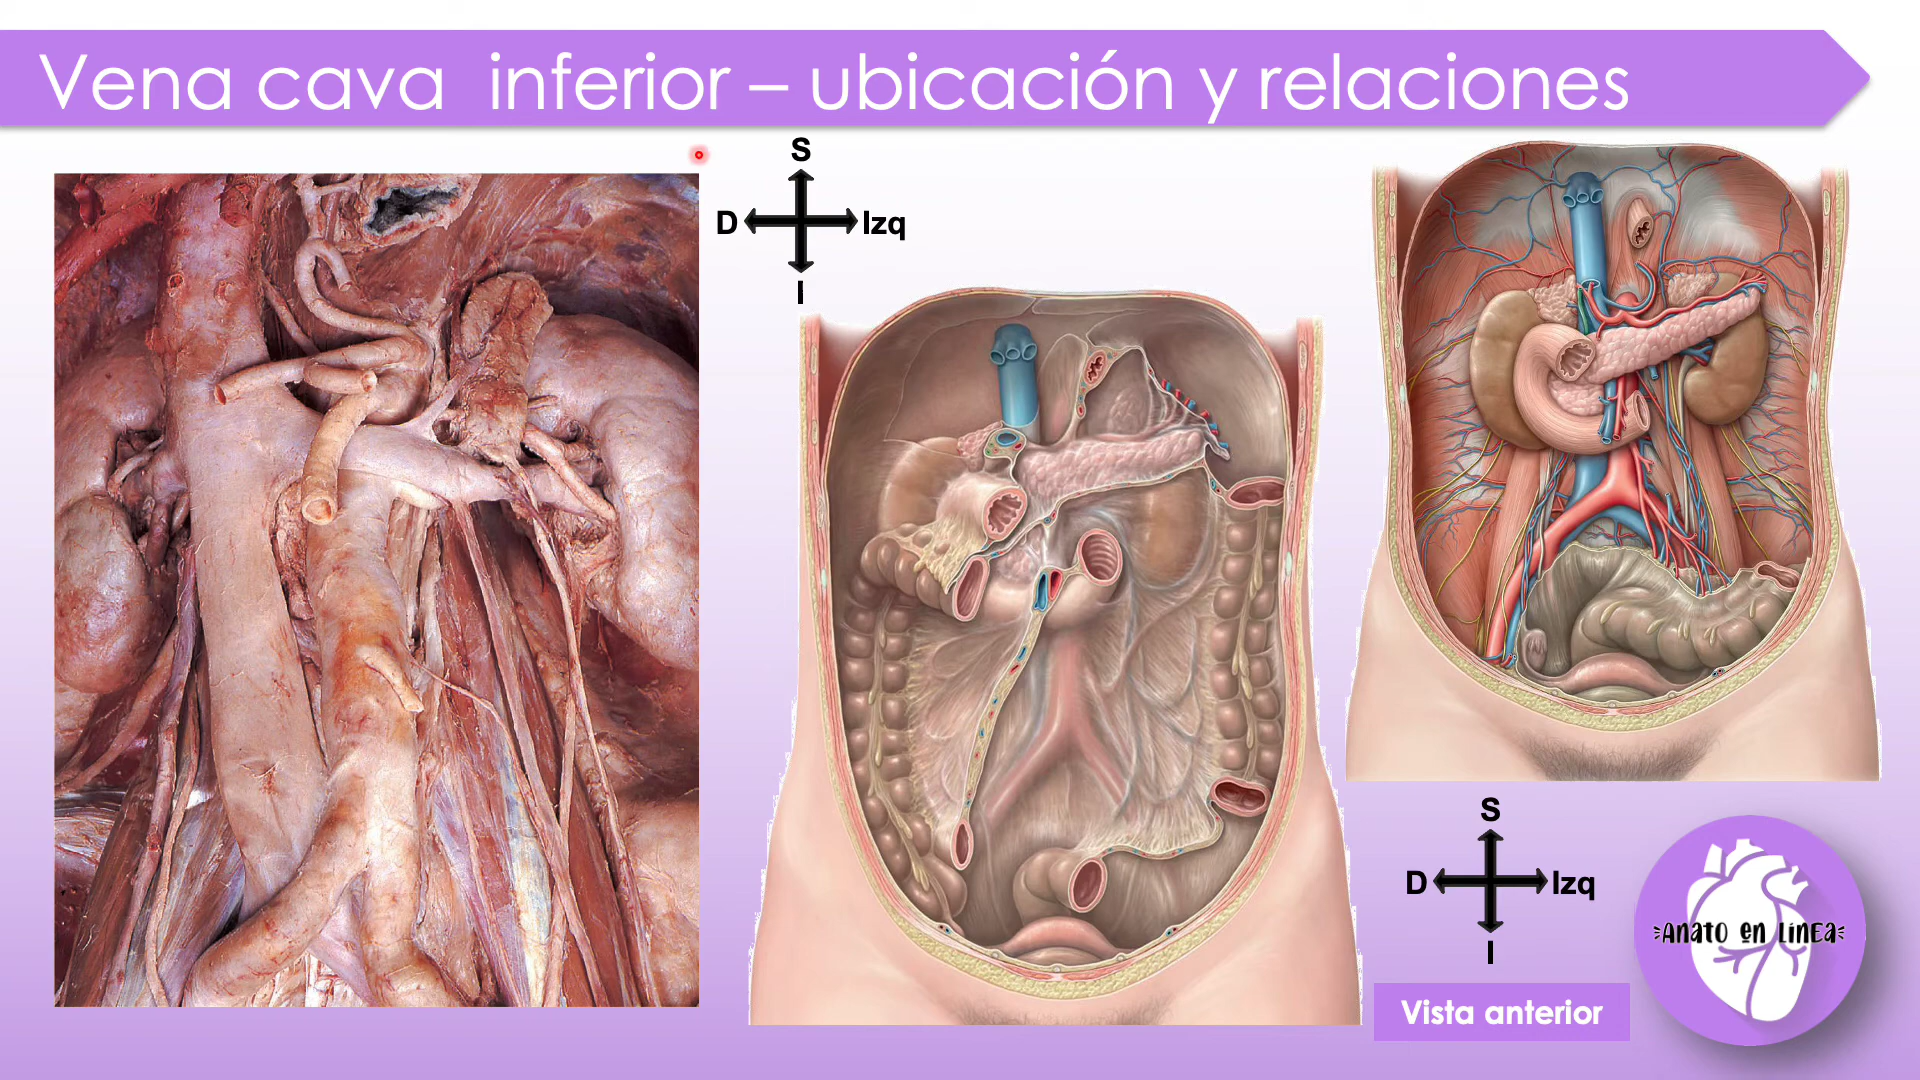 Vena cava inferior – ubicación y relaciones
S
D Izq
I
S
D Izq
I
Vista anterior
ANATO EN LINEA